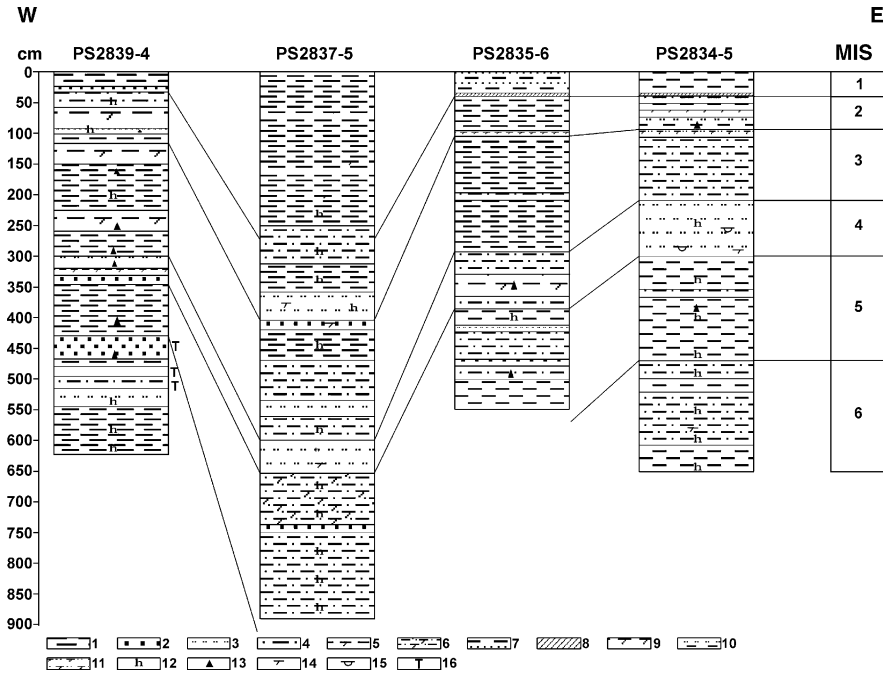 W E
cm PS2839-4 PS2837-5 PS2835-6 PS2834-5 MIS
0
1
50
2
100
h
h
150
3
h
200
h
h
250
4
h
300
h
h
h
350
5
h
h
400
h
h
450
T
h
h
500
T
h
T
550
h
h
6
h
600
h
h
h
650
h
h
700
h
750
h
800
h
850
h
900
1 2 3 4 5 6 7 8 9 10
11 h 12 13 14 15 T 16